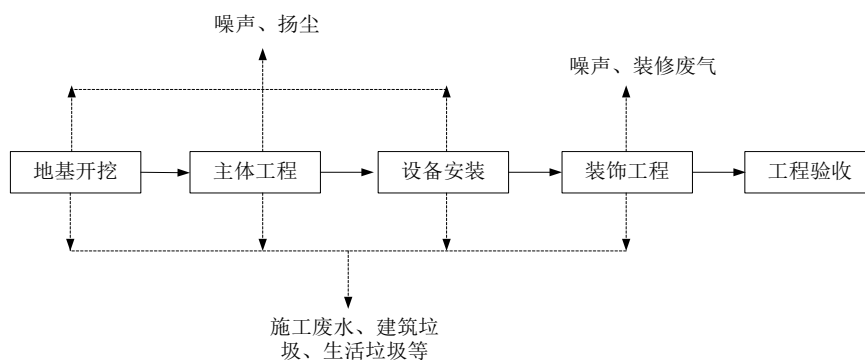 噪声、扬尘
噪声、装修废气
地基开挖
主体工程
设备安装
装饰工程
工程验收
施工废水、建筑垃
圾、生活垃圾等